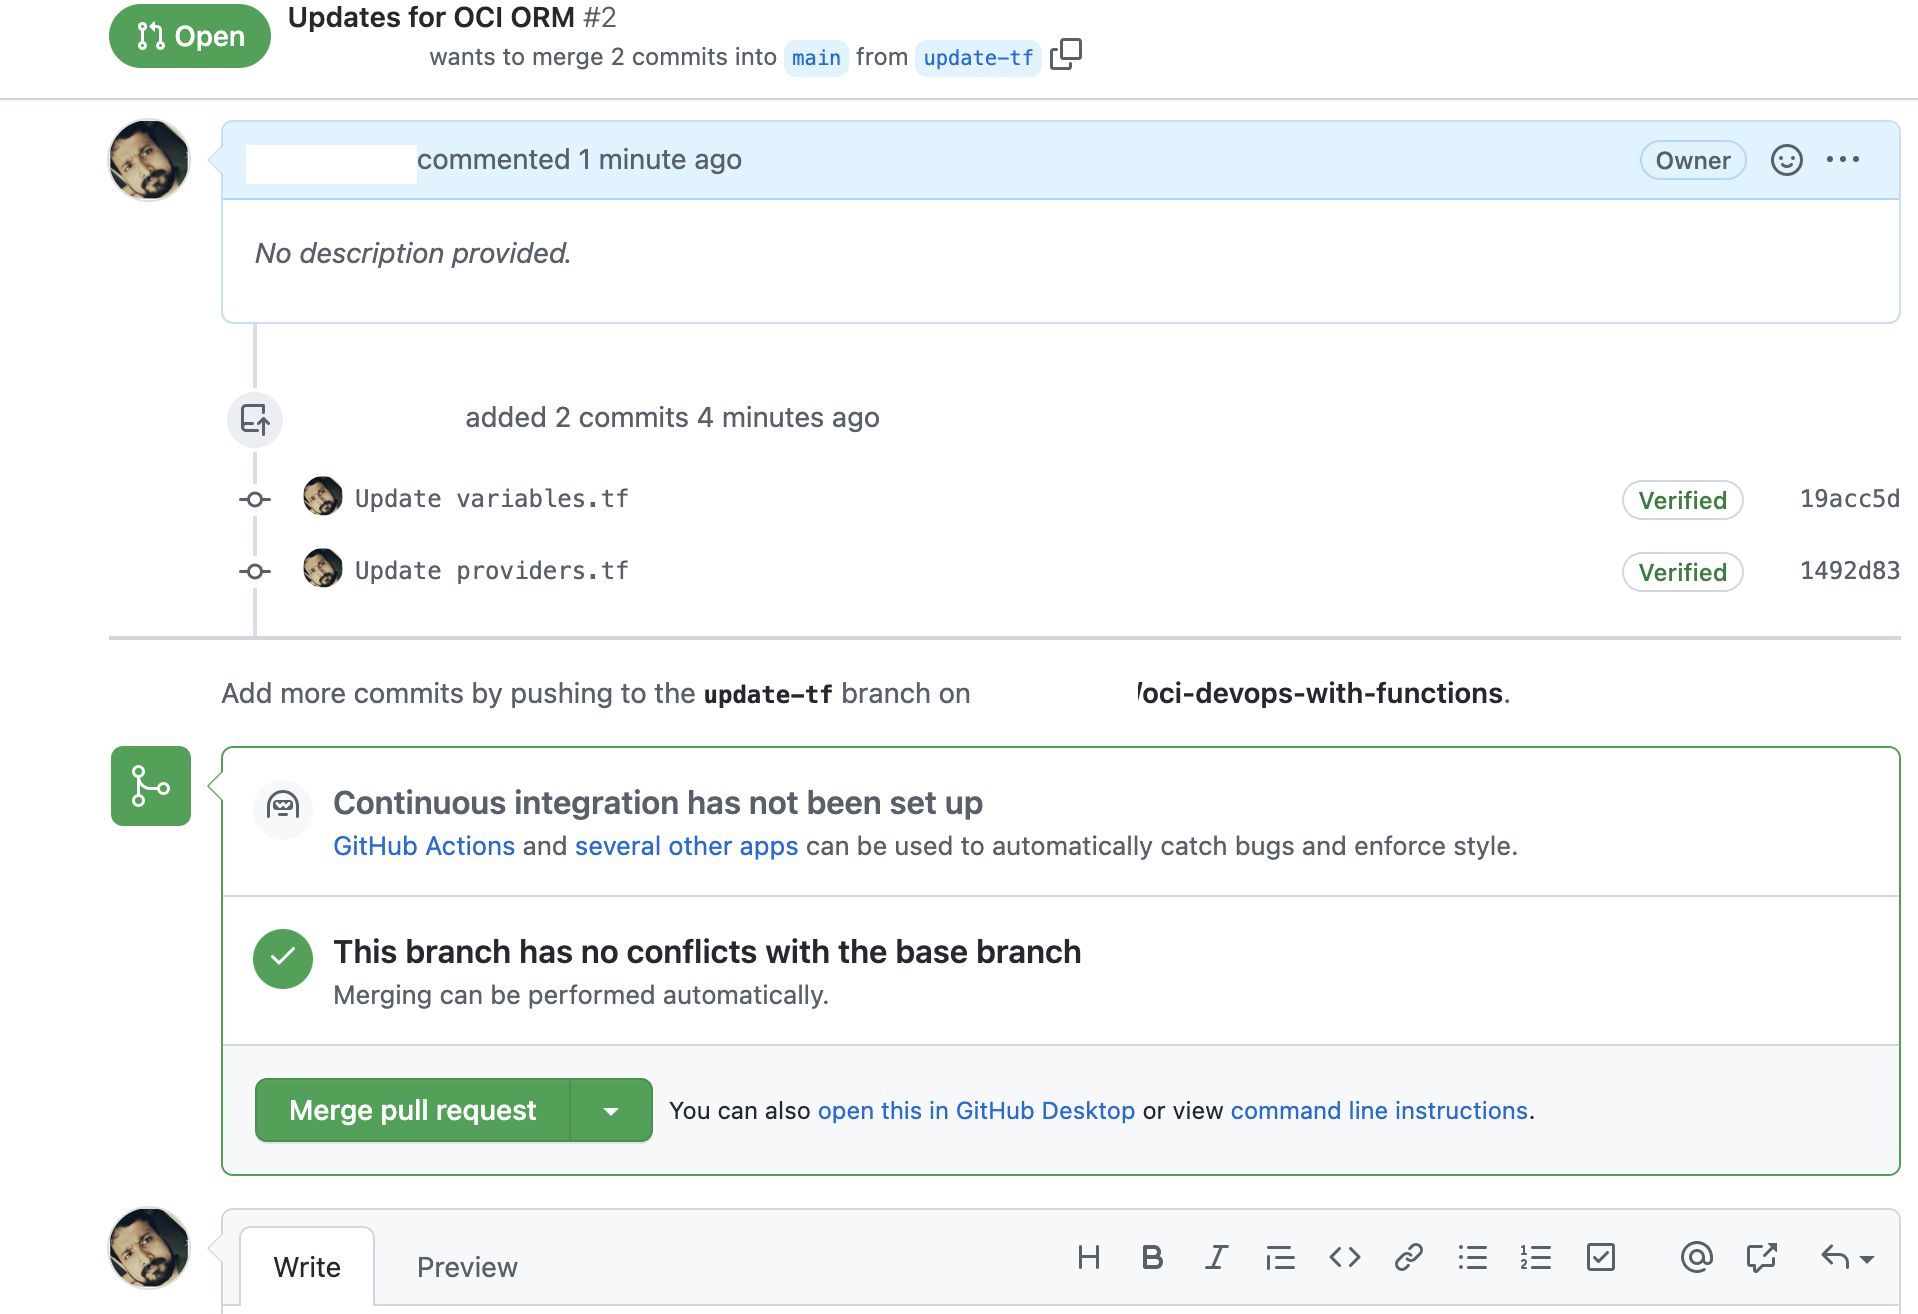 Open
Updates for OCI ORM #2
wants to merge 2 commits into main from update-tf
commented 1 minute ago
Owner
No description provided.
added 2 commits 4 minutes ago
Update variables.tf Verified 19acc5d
Update providers.tf Verified 1492d83
Add more commits by pushing to the update-tf branch on /oci-devops-with-functions.
Continuous integration has not been set up
GitHub Actions and several other apps can be used to automatically catch bugs and enforce style.
This branch has no conflicts with the base branch
Merging can be performed automatically.
Merge pull request
You can also open this in GitHub Desktop or view command line instructions.
Write Preview